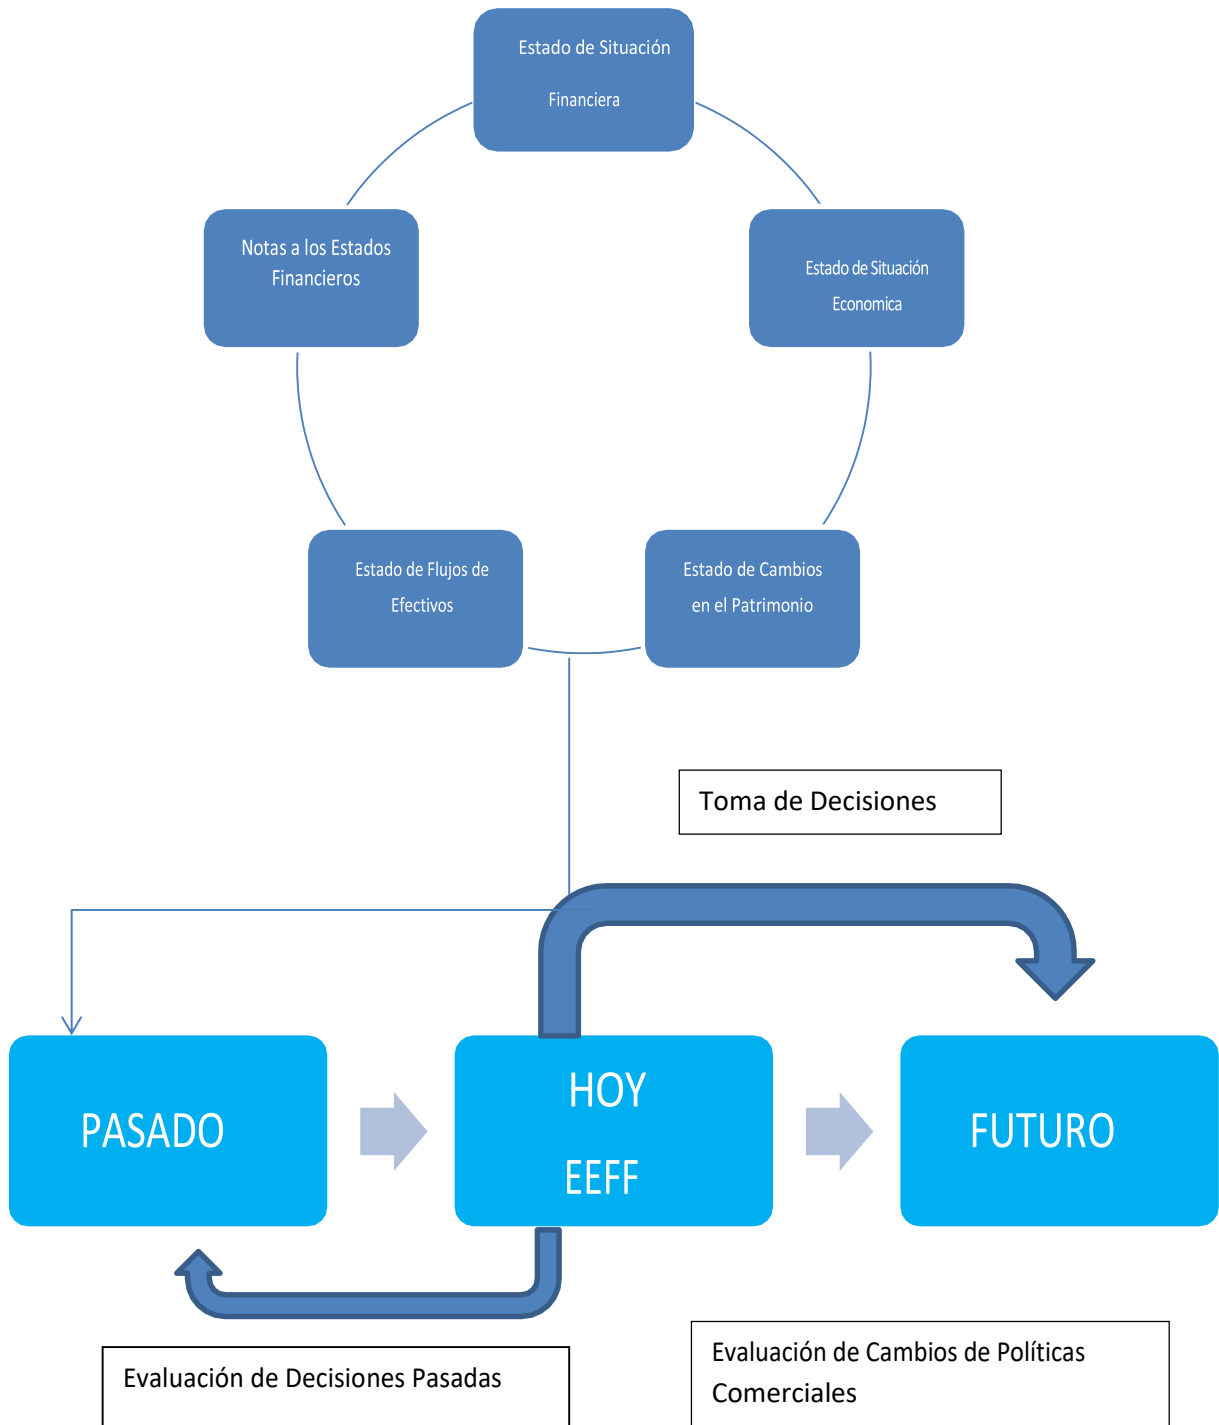 Estado de Situación
Financiera
Notas a los Estados
Financieros
Estado de Situación
Economica
Estado de Flujos de
Efectivos
Estado de Cambios
en el Patrimonio
Toma de Decisiones
PASADO
HOY
EEFF
FUTURO
Evaluación de Decisiones Pasadas
Evaluación de Cambios de Políticas
Comerciales